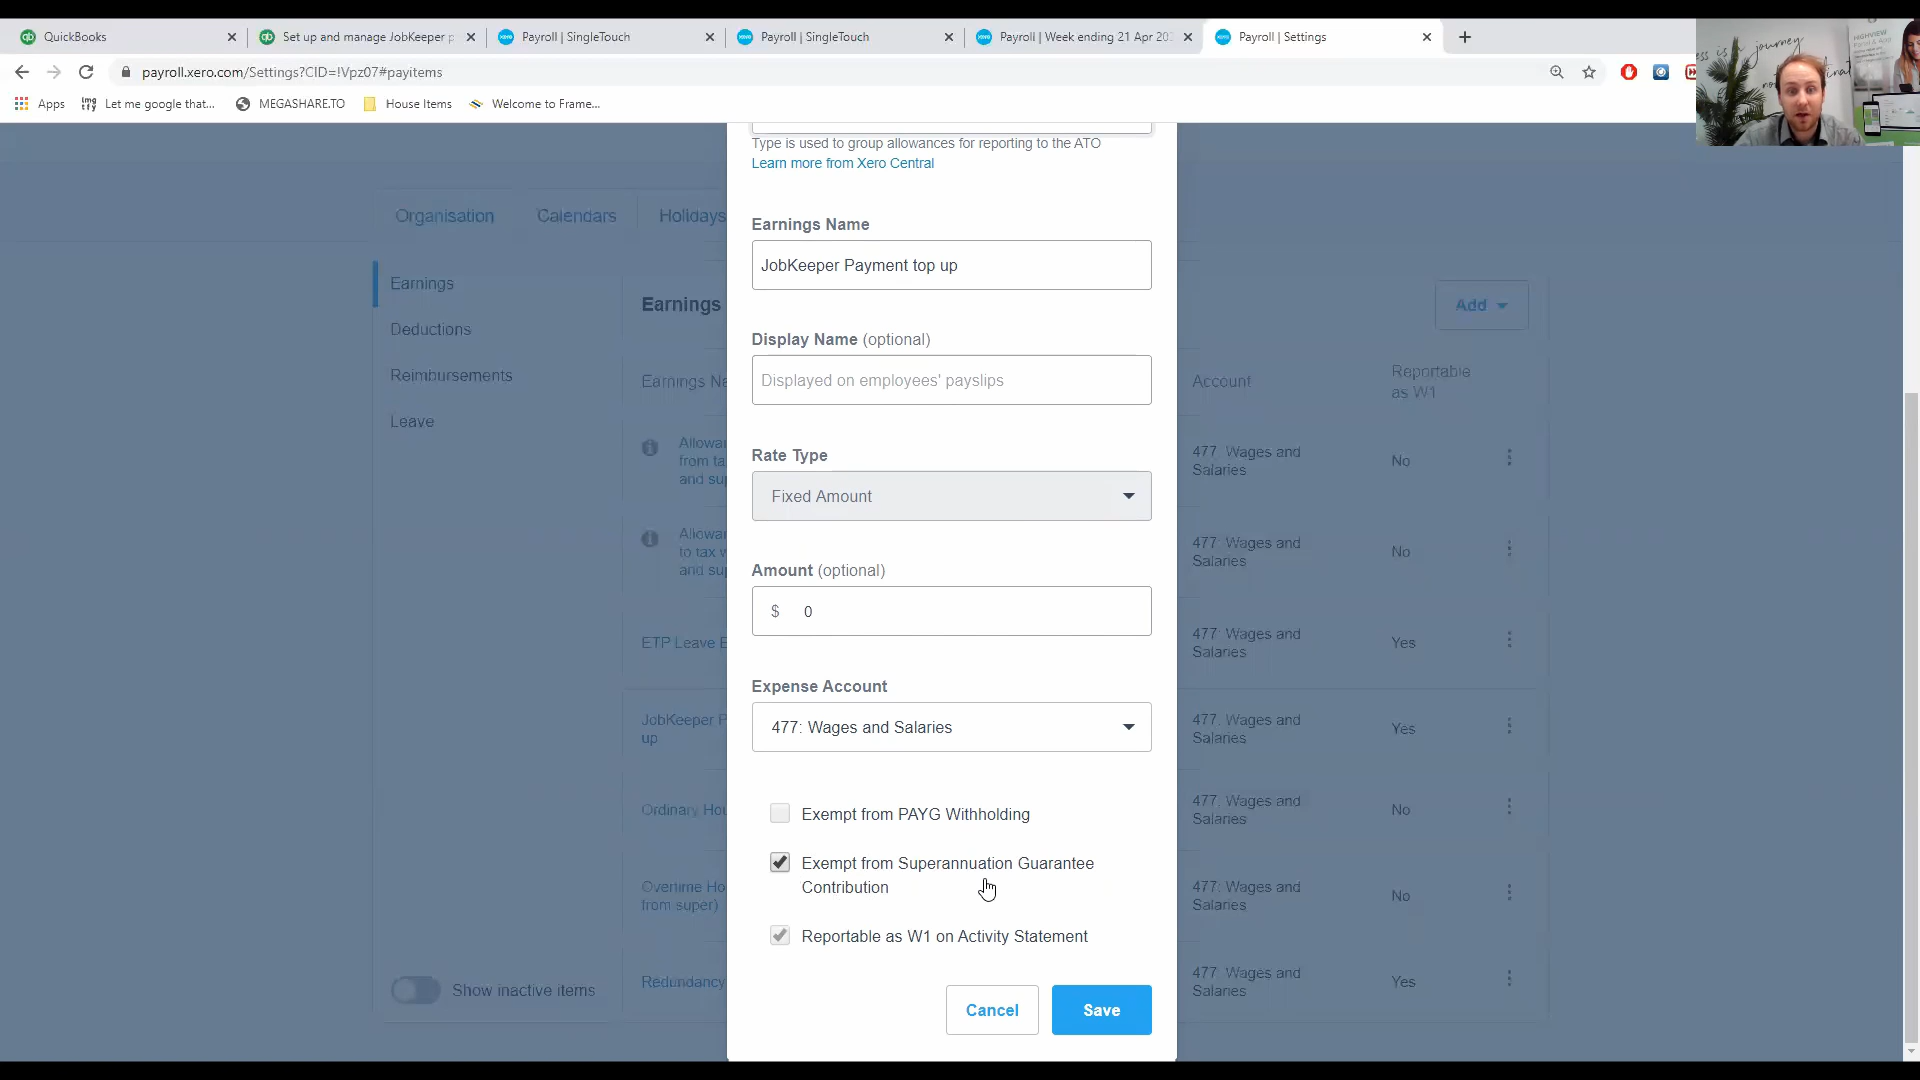 QuickBooks
Set up and manage JobKeeper p
Payroll | SingleTouch
Payroll | SingleTouch
Payroll | Week ending 21 Apr 202
Payroll | Settings
payroll.xero.com/Settings?CID=!Vpz07#payitems
Apps
Let me google that...
MEGASHARE.TO
House Items
Welcome to Frame...
Type is used to group allowances for reporting to the ATO
Learn more from Xero Central
Organisation
Calendars
Holidays
Earnings
Deductions
Reimbursements
Leave
Show inactive items
Earnings
Add
Earnings Na
Account
Reportable
as W1
Allowan
from ta
and sup
477: Wages and
Salaries
No
Allowan
to tax w
and sup
477: Wages and
Salaries
No
ETP Leave E
477: Wages and
Salaries
Yes
JobKeeper P
up
477: Wages and
Salaries
Yes
Ordinary Hou
477: Wages and
Salaries
No
Overtime Ho
from super)
477: Wages and
Salaries
No
Redundancy
477: Wages and
Salaries
Yes
Earnings Name
JobKeeper Payment top up
Display Name (optional)
Displayed on employees' payslips
Rate Type
Fixed Amount
Amount (optional)
$ 0
Expense Account
477: Wages and Salaries
Exempt from PAYG Withholding
Exempt from Superannuation Guarantee
Contribution
Reportable as W1 on Activity Statement
Cancel
Save